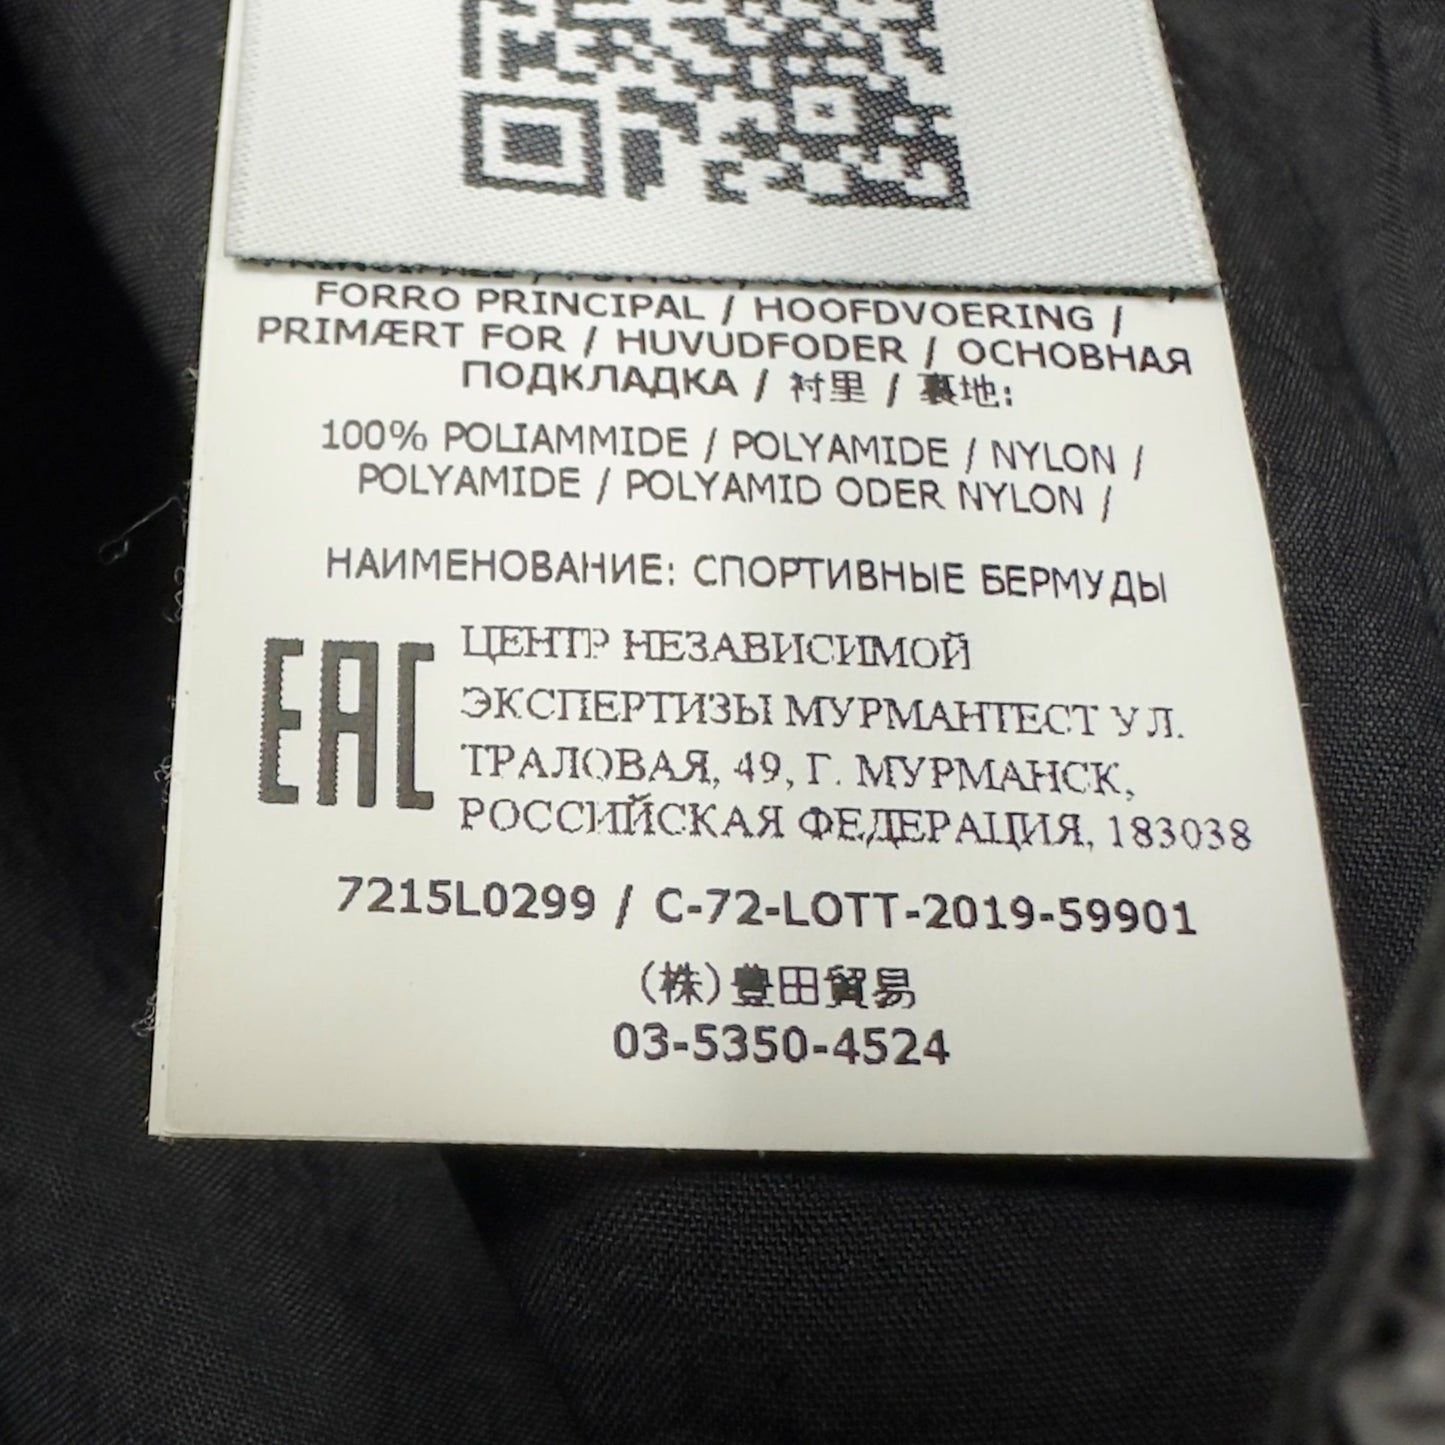 FORRO PRINCIPAL / HOOFDVOERING /
PRIMÆRT FOR / HUVUDFODER / ОСНОВНАЯ
ПОДКЛАДКА / 衬里 / 裏地:
100% POLIAMMIDE / POLYAMIDE / NYLON /
POLYAMIDE / POLYAMID ODER NYLON /
НАИМЕНОВАНИЕ: СПОРТИВНЫЕ БЕРМУДЫ
EAC
ЦЕНТР НЕЗАВИСИМОЙ
ЭКСПЕРТИЗЫ МУРМАНТЕСТ УЛ.
ТРАЛОВАЯ, 49, Г. МУРМАНСК,
РОССИЙСКАЯ ФЕДЕРАЦИЯ, 183038
7215L0299 / C-72-LOTT-2019-59901
(株)豊田貿易
03-5350-4524